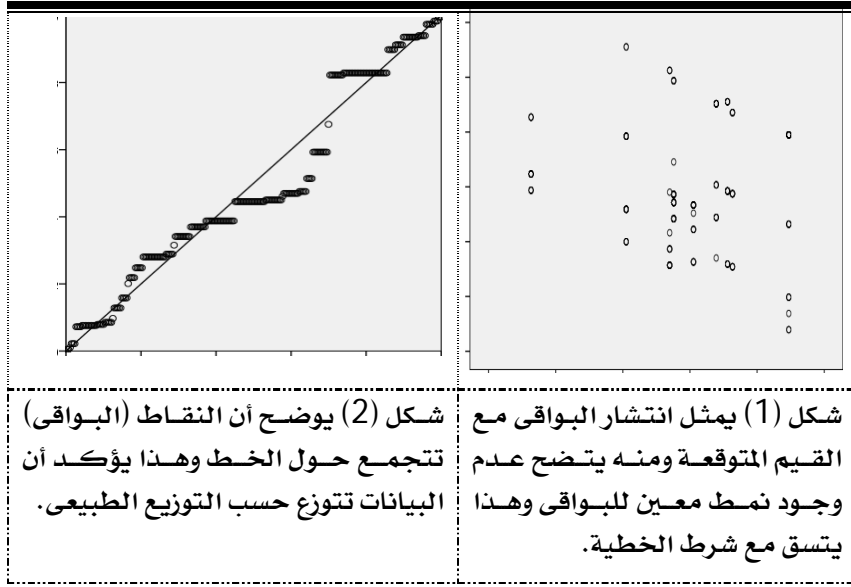 شكل (1) يمثل انتشار البواقى مع
القيم المتوقعة ومنه يتضح عدم
وجود نمط معين للبواقى وهذا
يتسق مع شرط الخطية.
شكل (2) يوضح أن النقاط (البواقى)
تتجمع حول الخط وهذا يؤكد أن
البيانات تتوزع حسب التوزيع الطبيعى.